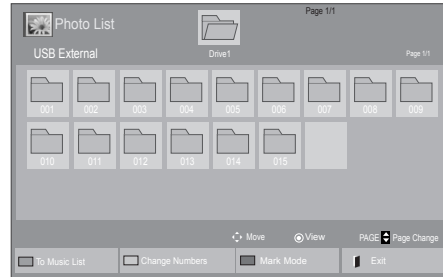 Page 1/1
Photo List
USB External
Drive1
Page 1/1
001 002 003 004 005 006 007 008 009
010 011 012 013 014 015
Move View PAGE Page Change
To Music List Change Numbers Mark Mode Exit